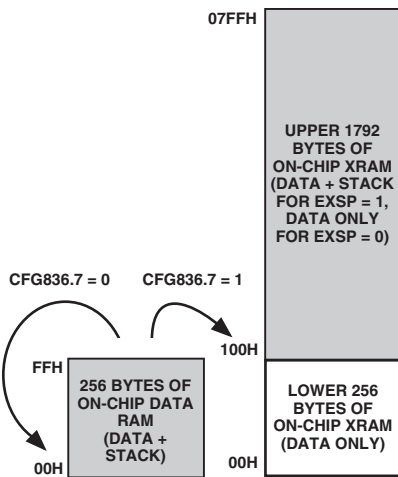 07FFH
UPPER 1792
BYTES OF
ON-CHIP XRAM
(DATA + STACK
FOR EXSP = 1,
DATA ONLY
FOR EXSP = 0)
CFG836.7 = 0
CFG836.7 = 1
100H
FFH
256 BYTES OF
ON-CHIP DATA
RAM
(DATA +
STACK)
00H
LOWER 256
BYTES OF
ON-CHIP XRAM
(DATA ONLY)
00H